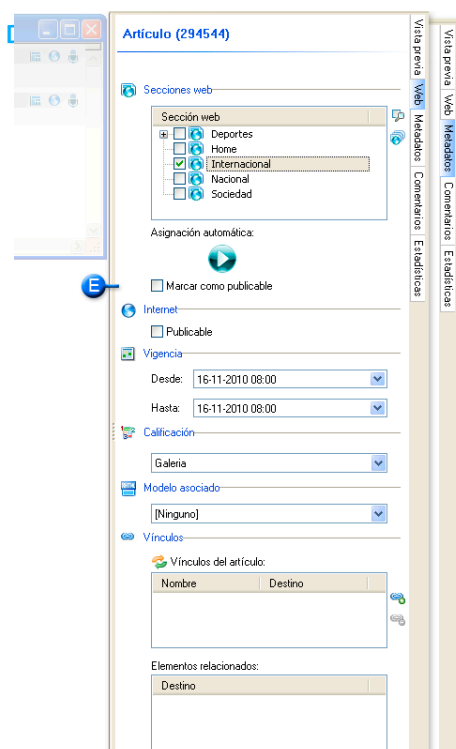 D
Artículo (294544)
Secciones web
Sección web
Deportes
Home
Internacional
Nacional
Sociedad
Asignación automática:
E
Marcar como publicable
Internet
Publicable
Vigencia
Desde: 16-11-2010 08:00
Hasta: 16-11-2010 08:00
Calificación
Galeria
Modelo asociado
[Ninguno]
Vínculos
Vínculos del artículo:
Nombre Destino
Elementos relacionados:
Destino
Vista previa Web Metadatos Comentarios Estadísticas
Vista previa Web Metadatos Comentarios Estadísticas